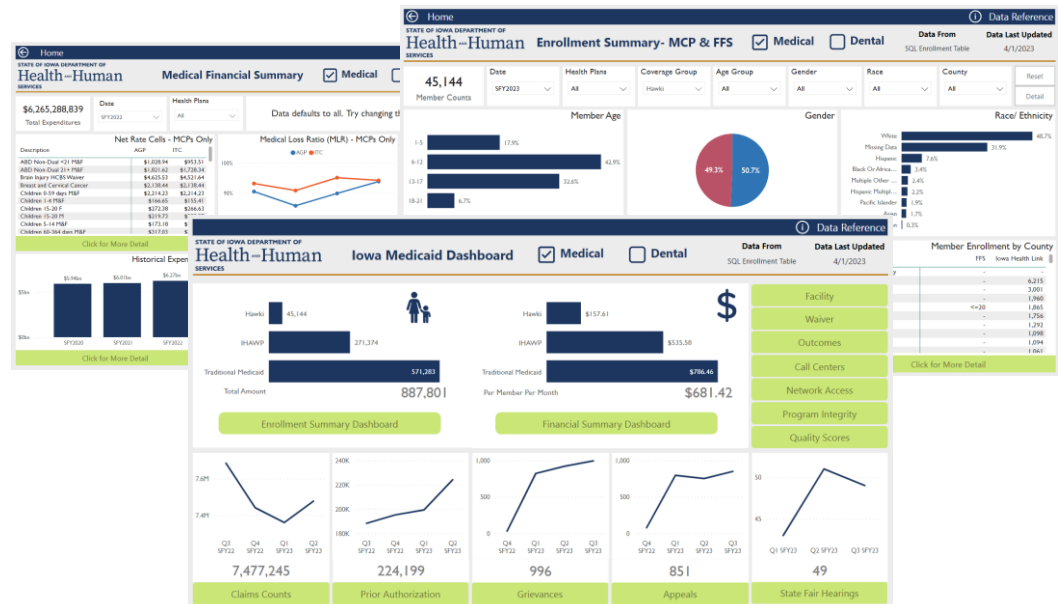 Home
Data Reference
STATE OF IOWA DEPARTMENT OF
Health and Human
SERVICES
Enrollment Summary- MCP & FFS
Medical
Dental
Data From
SQL Enrollment Table
Data Last Updated
4/1/2023
45,144
Member Counts
Date
SFY2023
Health Plans
All
Coverage Group
Hawki
Age Group
All
Gender
All
Race
All
County
All
Reset
Detail
Member Age
1-5
17.9%
6-12
42.9%
13-17
32.6%
18-21
6.7%
Gender
49.3%
50.7%
Race/ Ethnicity
White
48.7%
Missing Data
31.9%
Hispanic
7.6%
Black Or Africa...
3.4%
Multiple Other ...
2.4%
Hispanic Multipl...
2.2%
Pacific Islander
1.9%
1.7%
0.3%
Member Enrollment by County
FFS Iowa Health Link
- -
- 6,215
- 3,001
- 1,960
<=20 1,865
- 1,756
- 1,292
- 1,098
- 1,094
- 1,061
Click for More Detail
Home
STATE OF IOWA DEPARTMENT OF
Health and Human
SERVICES
Medical Financial Summary
Medical
$6,265,288,839
Total Expenditures
Date
SFY2022
Health Plans
All
Data defaults to all. Try changing th
Net Rate Cells - MCPs Only
Description AGP ITC
ABD Non-Dual <21 M&F $1,028.94 $953.51
ABD Non-Dual 21+ M&F $1,821.62 $1,728.34
Brain Injury HCBS Waiver $4,625.53 $4,521.64
Breast and Cervical Cancer $2,138.44 $2,138.44
Children 0-59 days M&F $2,214.23 $2,214.23
Children 1-4 M&F $166.65 $155.41
Children 15-20 F $272.38 $266.63
Children 15-20 M $219.73
Children 5-14 M&F $173.18
Children 60-364 days M&F $317.03
Click for More Detail
Medical Loss Ratio (MLR) - MCPs Only
AGP ITC
100%
90%
Historical Expen
$5bn
$0bn
$5.94bn
$6.01bn
$6.27bn
SFY2020
SFY2021
SFY2022
Click for More Detail
Data Reference
STATE OF IOWA DEPARTMENT OF
Health and Human
SERVICES
Iowa Medicaid Dashboard
Medical
Dental
Data From
SQL Enrollment Table
Data Last Updated
4/1/2023
Hawki
45,144
IHAWP
271,374
Traditional Medicaid
571,283
Total Amount
887,801
Enrollment Summary Dashboard
$
Hawki
$157.61
IHAWP
$535.58
Traditional Medicaid
$786.46
Per Member Per Month
$681.42
Financial Summary Dashboard
Facility
Waiver
Outcomes
Call Centers
Network Access
Program Integrity
Quality Scores
7.6M
7.4M
Q3 SFY22
Q4 SFY22
Q1 SFY23
Q2 SFY23
7,477,245
Claims Counts
240K
220K
200K
180K
Q3 SFY22
Q4 SFY22
Q1 SFY23
Q2 SFY23
224,199
Prior Authorization
1,000
500
0
Q4 SFY22
Q1 SFY23
Q2 SFY23
Q3 SFY23
996
Grievances
1,000
500
0
Q4 SFY22
Q1 SFY23
Q2 SFY23
Q3 SFY23
851
Appeals
50
45
Q1 SFY23
Q2 SFY23
Q3 SFY23
49
State Fair Hearings